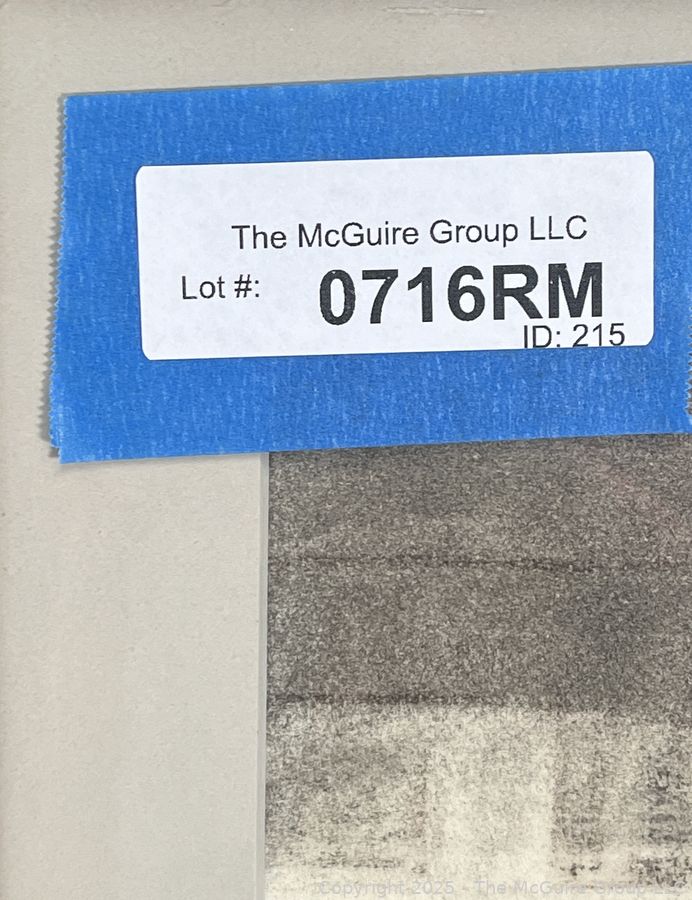 The McGuire Group LLC
Lot #: 0716RM
ID: 215
Copyright 2025 - The McGuire Group LLC